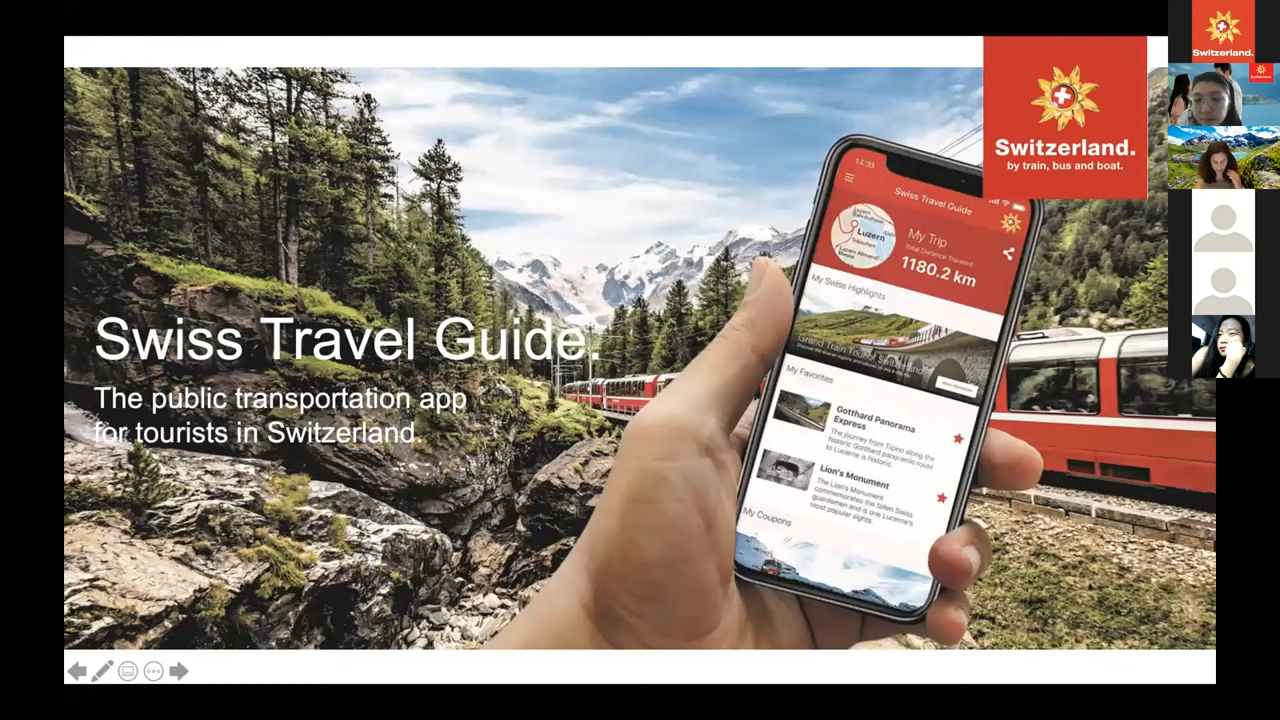 Switzerland.
by train, bus and boat.
Swiss Travel Guide.
The public transportation app
for tourists in Switzerland.
14:33
Swiss Travel Guide
Luzern
My Trip
Total Distance Traveled
1180.2 km
My Swiss Highlights
Grand Train Tour of Switzerland
My Favorites
Gotthard Panorama
Express
The journey from Ticino along the
historic Gotthard panoramic route
to Lucerne is historic.
Lion's Monument
The Lion's Monument
commemorates the fallen Swiss
guardsmen and is one Lucerne's
most popular sights.
My Coupons
Switzerland.